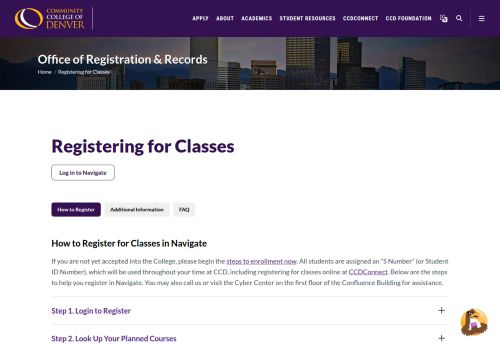 COMMUNITY
COLLEGE OF
DENVER
APPLY ABOUT ACADEMICS STUDENT RESOURCES CCDCONNECT CCD FOUNDATION
Office of Registration & Records
Home / Registering for Classes
Registering for Classes
Log in to Navigate
How to Register Additional Information FAQ
How to Register for Classes in Navigate
If you are not yet accepted into the College, please begin the steps to enrollment now. All students are assigned an "S Number" (or Student
ID Number), which will be used throughout your time at CCD, including registering for classes online at CCDConnect. Below are the steps
to help you register in Navigate. You may also call us or visit the Cyber Center on the first floor of the Confluence Building for assistance.
Step 1. Login to Register
Step 2. Look Up Your Planned Courses